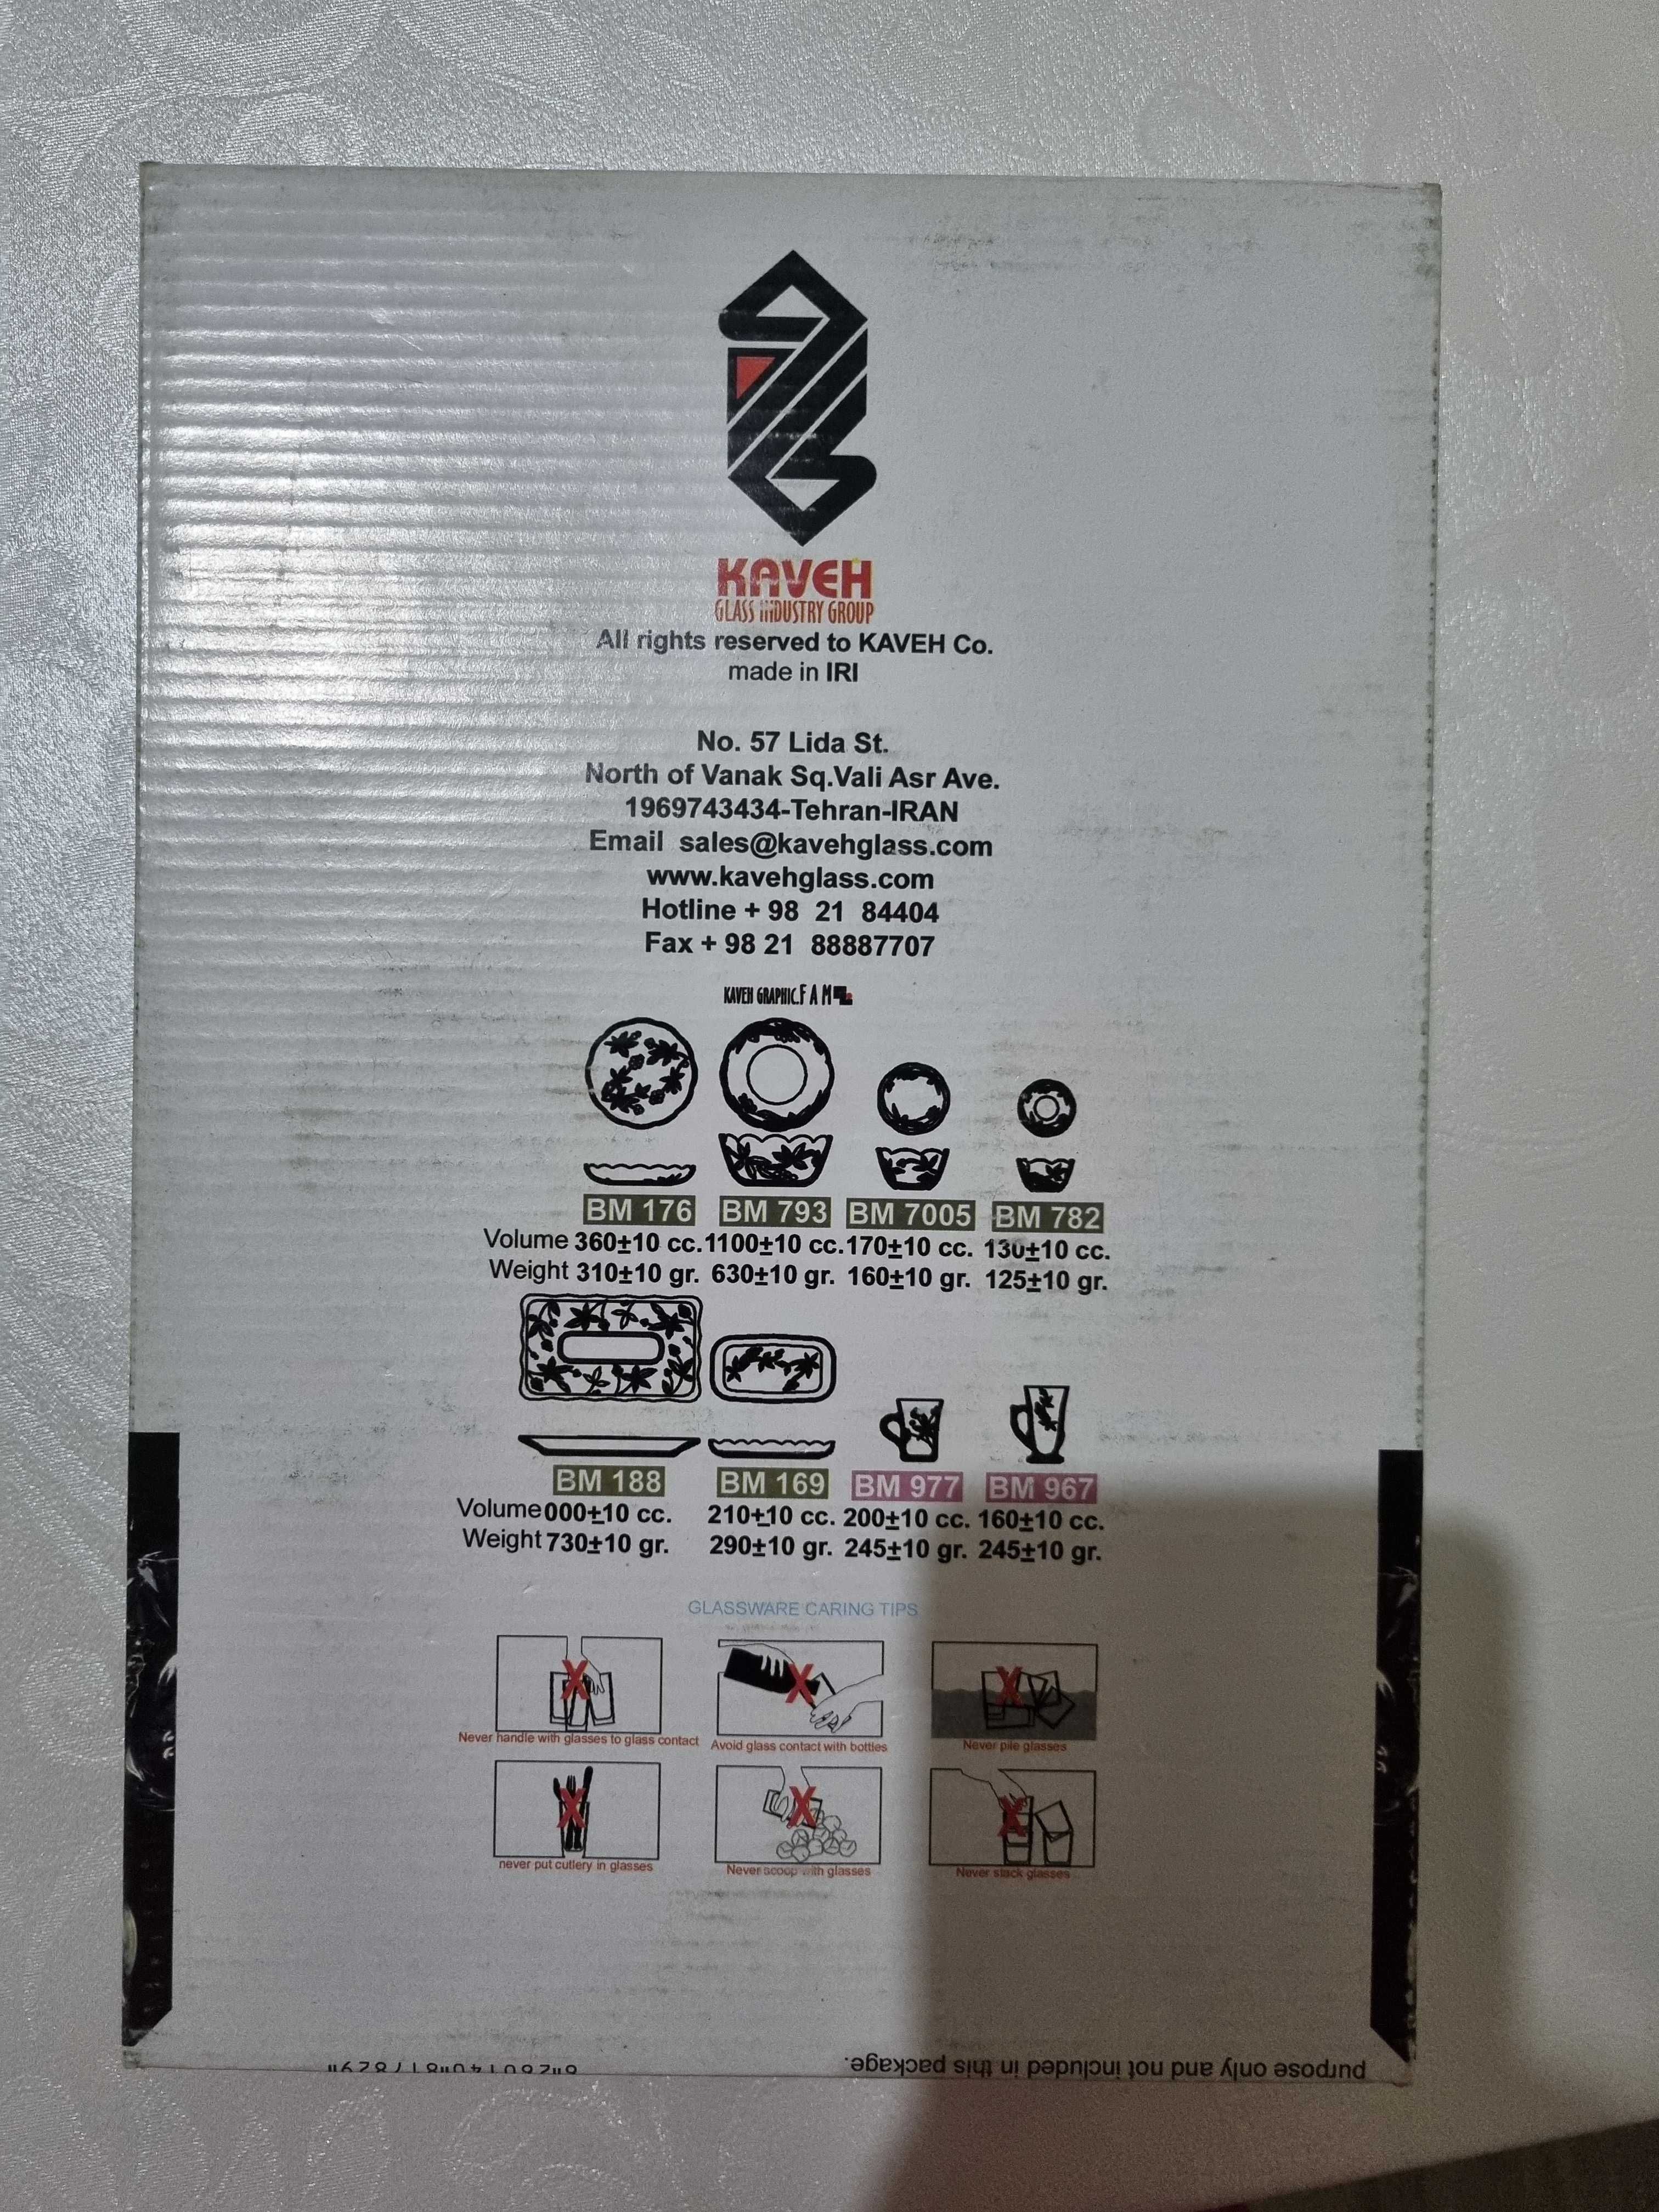 KAVEH
GLASS INDUSTRY GROUP
All rights reserved to KAVEH Co.
made in IRI
No. 57 Lida St.
North of Vanak Sq.Vali Asr Ave.
1969743434-Tehran-IRAN
Email sales@kavehglass.com
www.kavehglass.com
Hotline + 98 21 84404
Fax + 98 21 88887707
KAVEH GRAPHIC.F A M
BM 176 BM 793 BM 7005 BM 782
Volume 360±10 cc. 1100±10 cc. 170±10 cc. 130±10 cc.
Weight 310±10 gr. 630±10 gr. 160±10 gr. 125±10 gr.
BM 188 BM 169 BM 977 BM 967
Volume 000±10 cc. 210±10 cc. 200±10 cc. 160±10 cc.
Weight 730±10 gr. 290±10 gr. 245±10 gr. 245±10 gr.
GLASSWARE CARING TIPS
Never handle with glasses to glass contact Avoid glass contact with bottles Never pile glasses
never put cutlery in glasses Never scoop with glasses Never stack glasses
purpose only and not included in this package.